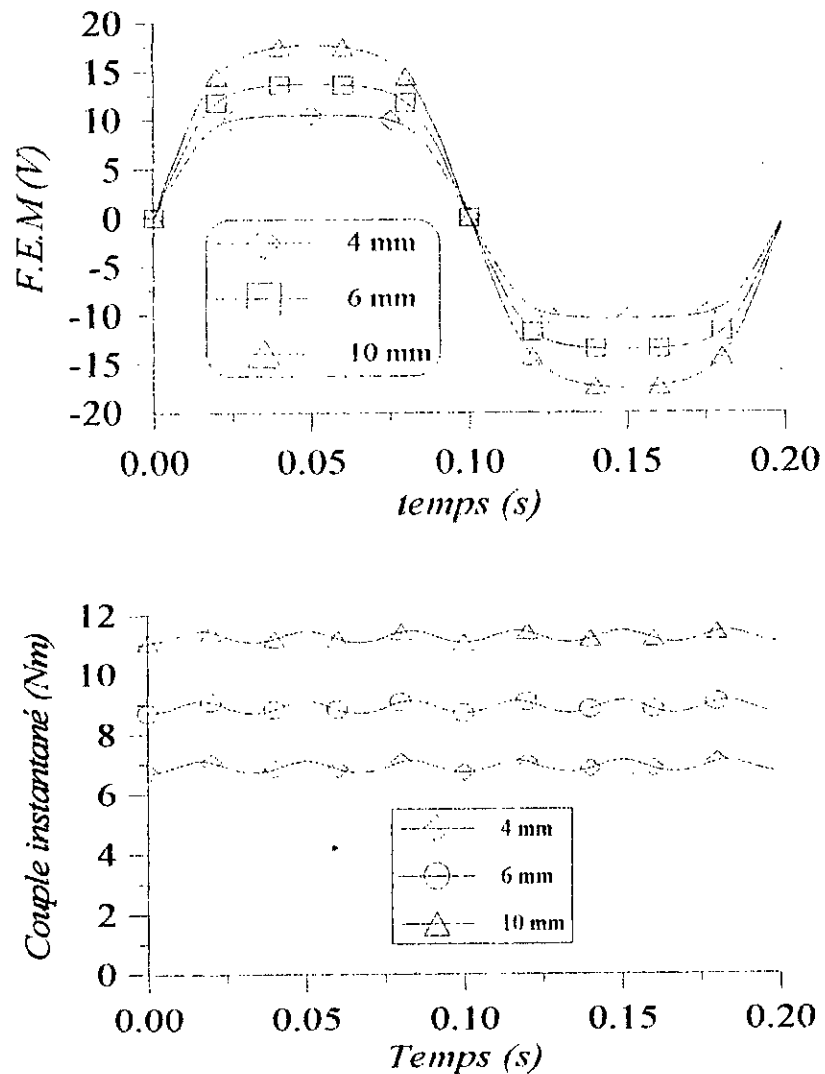 20
15
10
5
0
-5
-10
-15
-20
F.E.M (V)
4 mm
6 mm
10 mm
0.00 0.05 0.10 0.15 0.20
temps (s)
12
10
8
6
4
2
0
Couple instantané (Nm)
4 mm
6 mm
10 mm
0.00 0.05 0.10 0.15 0.20
Temps (s)